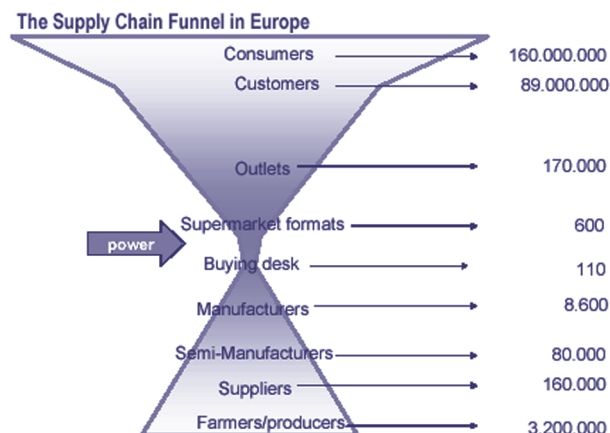 The Supply Chain Funnel in Europe
Consumers 160.000.000
Customers 89.000.000
Outlets 170.000
Supermarket formats 600
power
Buying desk 110
Manufacturers 8.600
Semi-Manufacturers 80.000
Suppliers 160.000
Farmers/producers 3.200.000